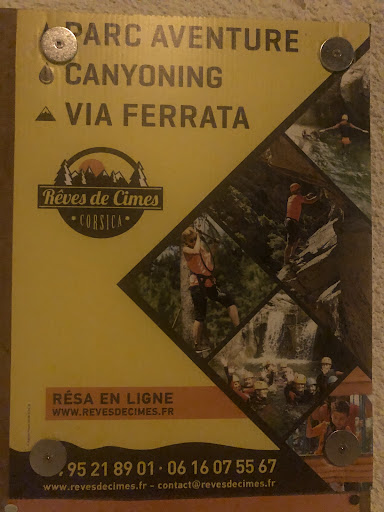 PARC AVENTURE
CANYONING
VIA FERRATA
Rêves de Cimes
• CORSICA •
RÉSA EN LIGNE
WWW.REVESDECIMES.FR
95 21 89 01 · 06 16 07 55 67
www.revesdecimes.fr - contact@revesdecimes.fr